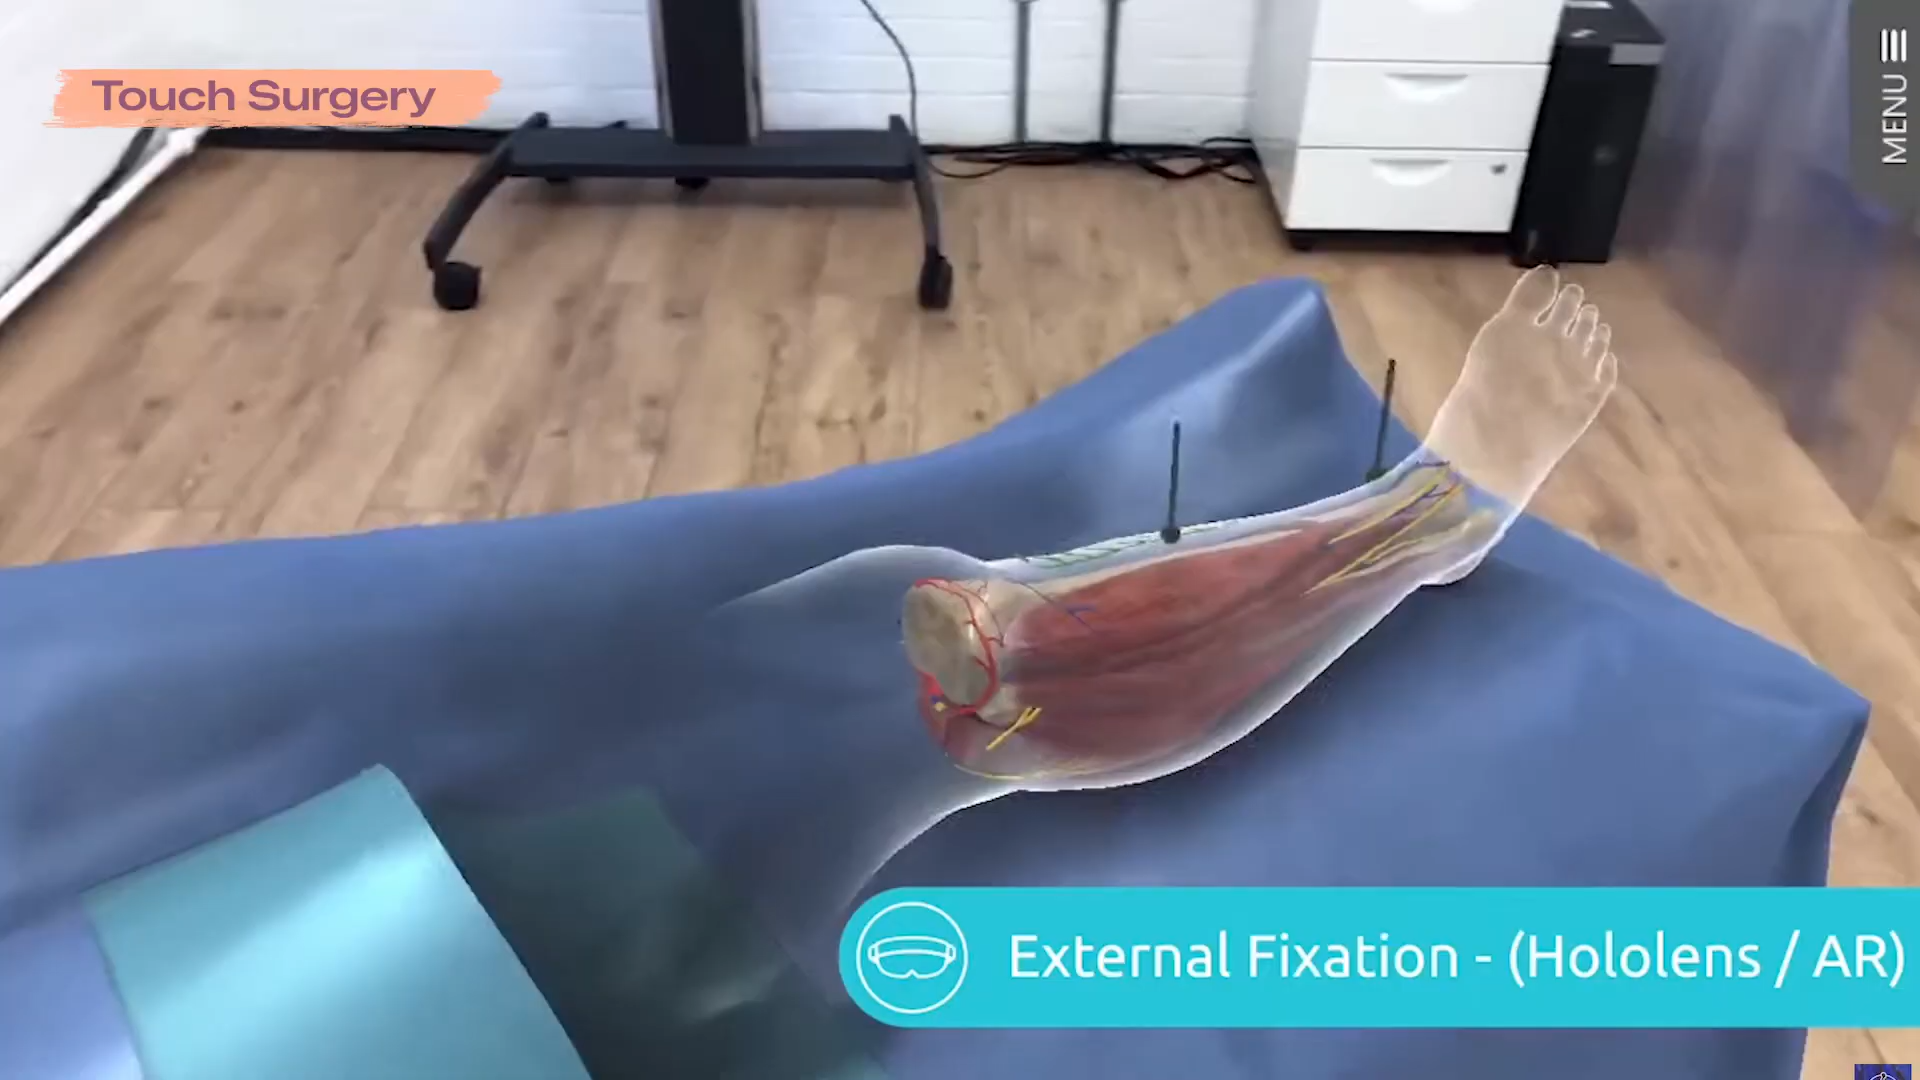 Touch Surgery
MENU
External Fixation - (Hololens / AR)